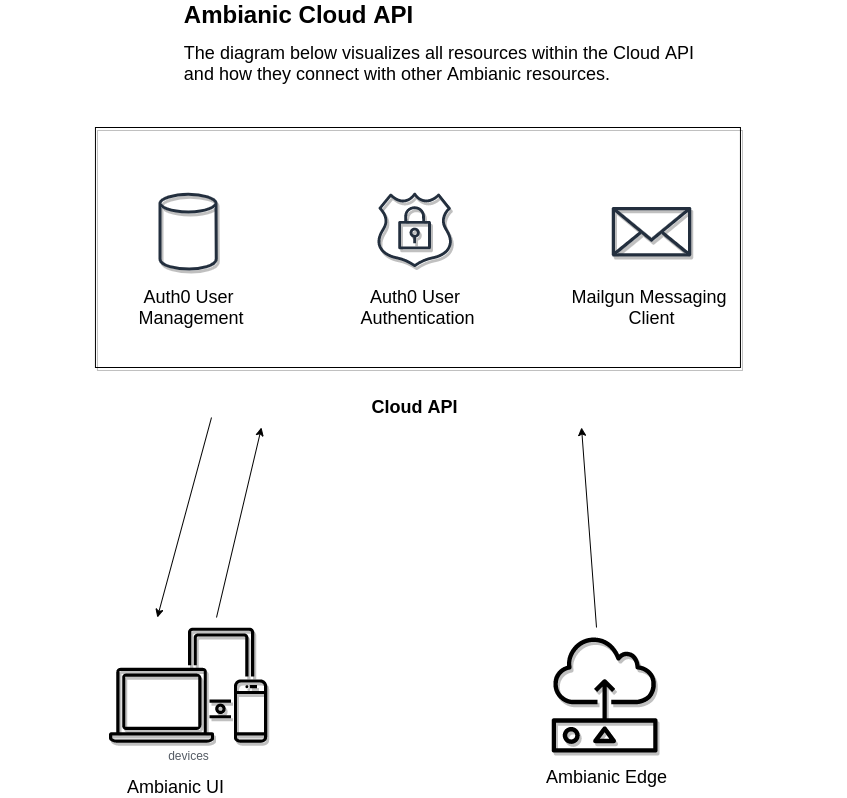 Ambianic Cloud API
The diagram below visualizes all resources within the Cloud API
and how they connect with other Ambianic resources.
Auth0 User
Management
Auth0 User
Authentication
Mailgun Messaging
Client
Cloud API
devices
Ambianic UI
Ambianic Edge